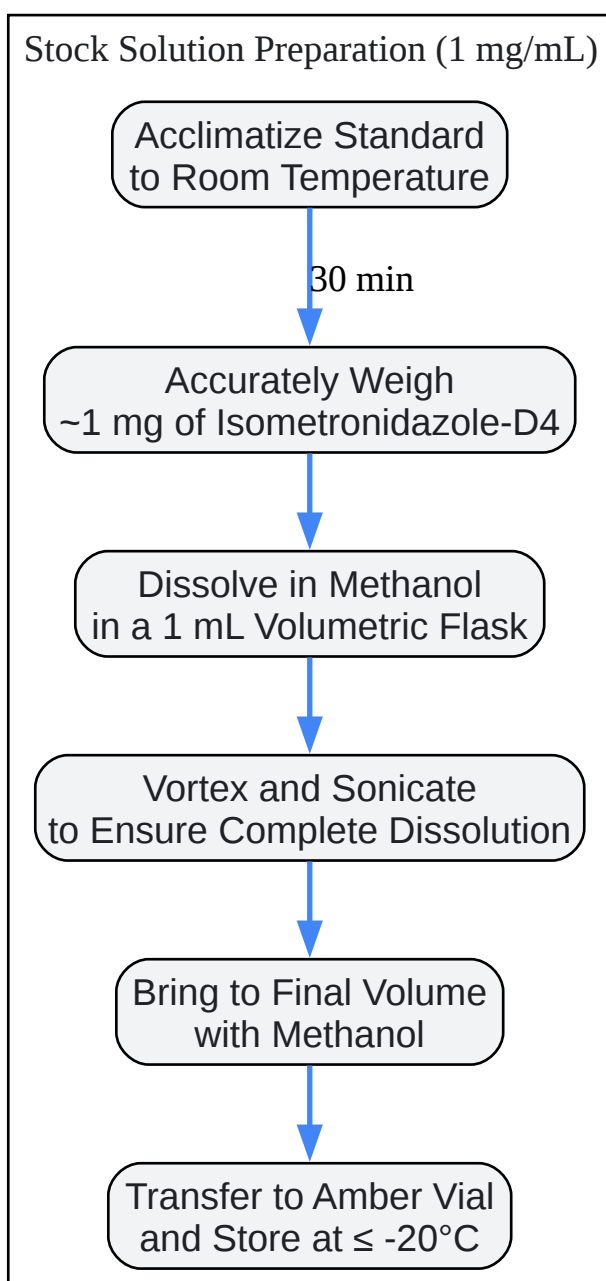 Stock Solution Preparation (1 mg/mL)
Acclimatize Standard
to Room Temperature
30 min
Accurately Weigh
~1 mg of Isometronidazole-D4
Dissolve in Methanol
in a 1 mL Volumetric Flask
Vortex and Sonicate
to Ensure Complete Dissolution
Bring to Final Volume
with Methanol
Transfer to Amber Vial
and Store at ≤ -20°C